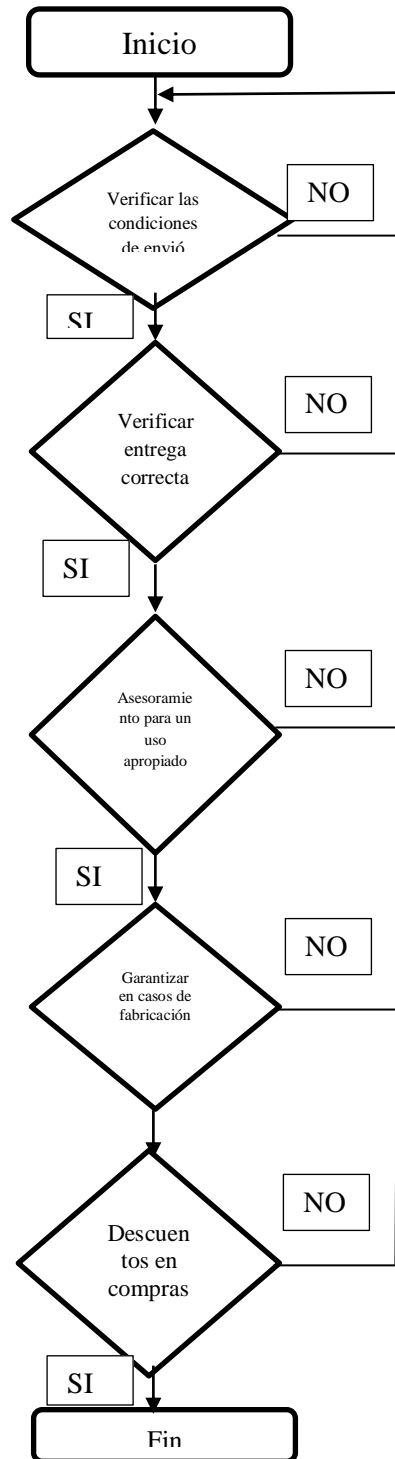 Inicio
Verificar las
condiciones
de envió
NO
SI
Verificar
entrega
correcta
NO
SI
Asesoramie
nto para un
uso
apropiado
NO
SI
Garantizar
en casos de
fabricación
NO
Descuen
tos en
compras
NO
SI
Fin